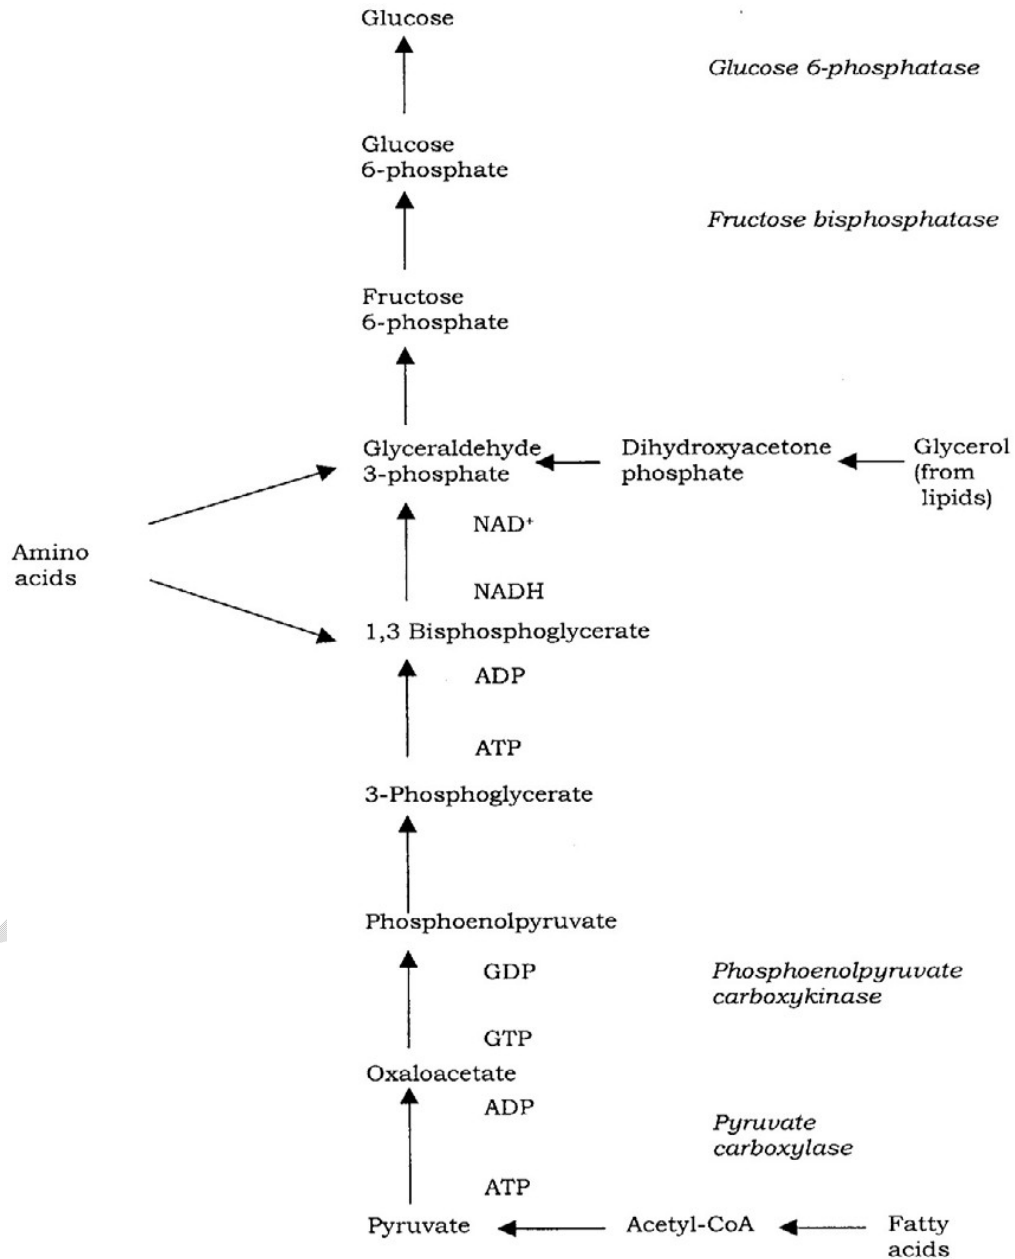 Glucose
Glucose 6-phosphatase
Glucose
6-phosphate
Fructose bisphosphatase
Fructose
6-phosphate
Glyceraldehyde
3-phosphate
Dihydroxyacetone
phosphate
Glycerol
(from
lipids)
NAD⁺
Amino
acids
NADH
1,3 Bisphosphoglycerate
ADP
ATP
3-Phosphoglycerate
Phosphoenolpyruvate
GDP
Phosphoenolpyruvate
carboxykinase
GTP
Oxaloacetate
ADP
Pyruvate
carboxylase
ATP
Pyruvate
Acetyl-CoA
Fatty
acids